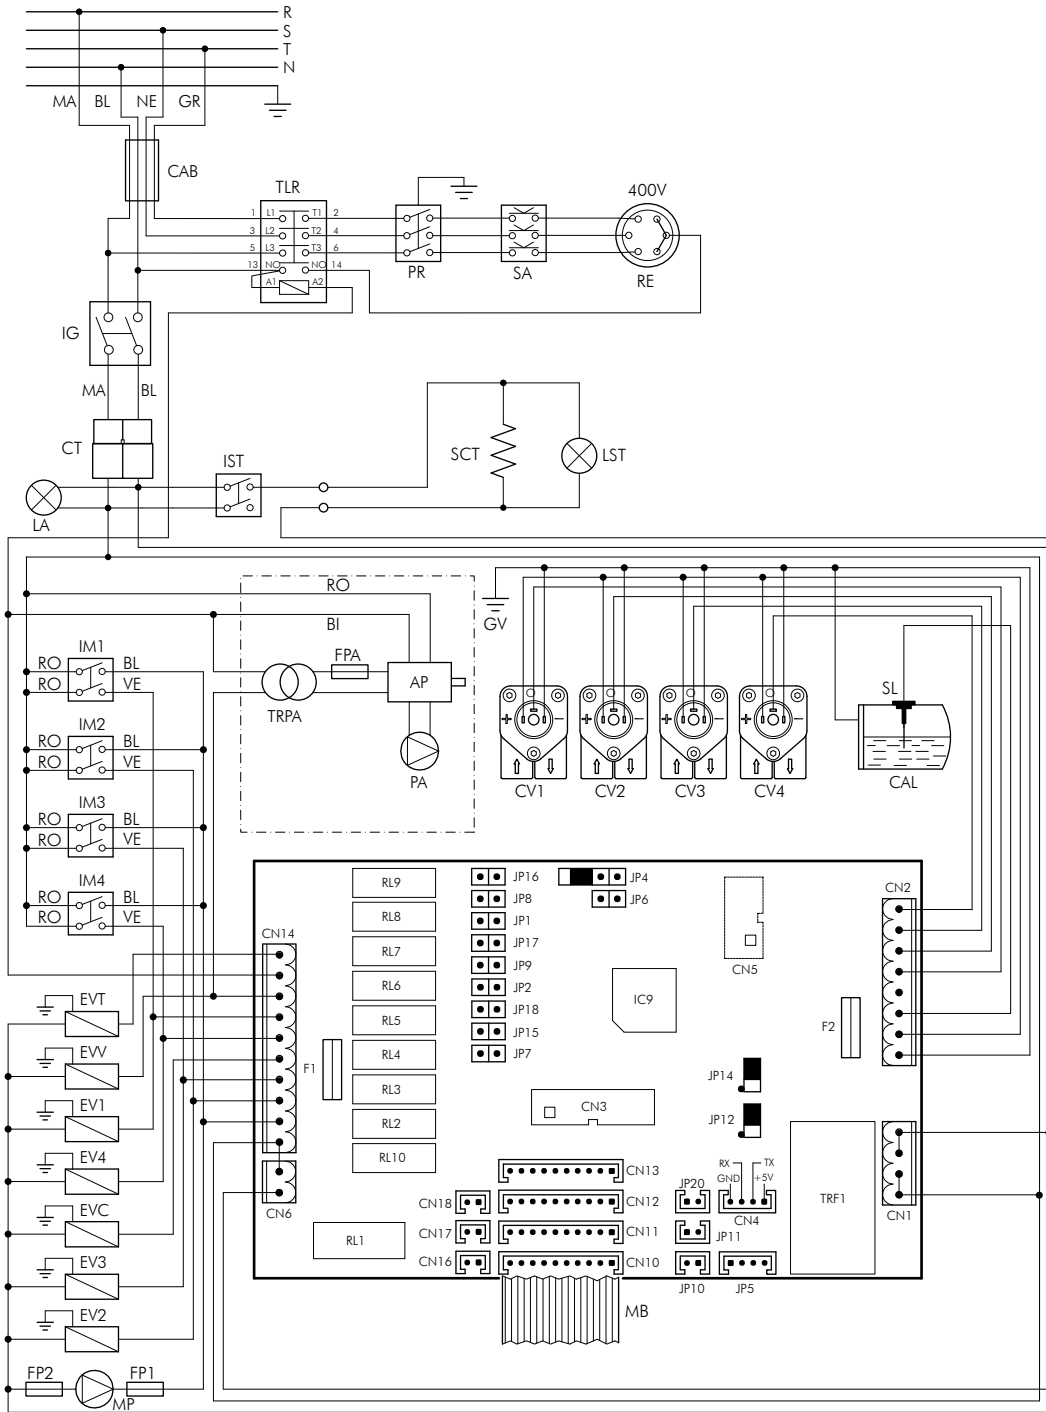 R
S
T
N
MA BL NE GR
CAB
TLR
400V
1 L1 T1 2
3 L2 T2 4
5 L3 T3 6
13 NO NO 14
A1 A2
PR
SA
RE
IG
MA BL
CT
IST
SCT
LST
LA
RO
BI
GV
FPA
AP
TRPA
PA
IM1
RO BL
RO VE
IM2
RO BL
RO VE
IM3
RO BL
RO VE
IM4
RO BL
RO VE
SL
+ −
+ −
+ −
+ −
CV1
CV2
CV3
CV4
CAL
CN14
RL9
RL8
RL7
RL6
RL5
RL4
RL3
RL2
RL10
RL1
JP16
JP8
JP1
JP17
JP9
JP2
JP18
JP15
JP7
JP4
JP6
CN5
CN2
IC9
F2
F1
JP14
JP12
CN3
EVT
EVV
EV1
EV4
EVC
EV3
EV2
CN6
CN13
CN12
CN11
CN10
CN18
CN17
CN16
JP20
JP11
JP10
JP5
RX TX
GND +5V
CN4
TRF1
CN1
MB
FP2
FP1
MP